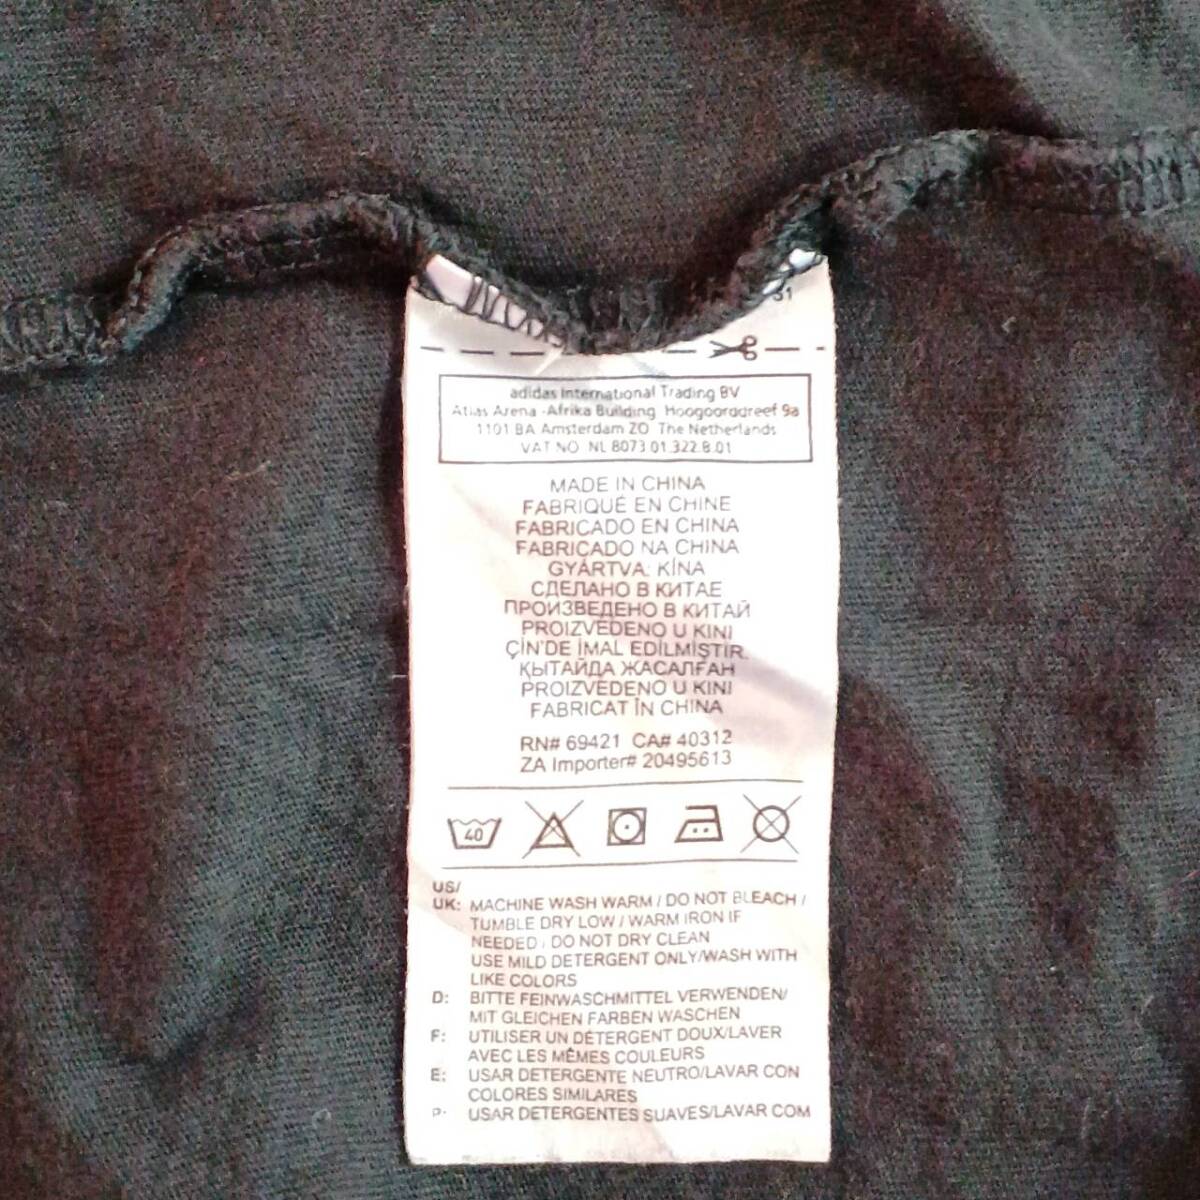 31
adidas International Trading BV
Atlas Arena -Afrika Building Hoogoorddreef 9a
1101 BA Amsterdam ZO The Netherlands
VAT NO NL 8073.01.322.B.01
MADE IN CHINA
FABRIQUÉ EN CHINE
FABRICADO EN CHINA
FABRICADO NA CHINA
GYÁRTVA: KÍNA
СДЕЛАНО В КИТАЕ
ПРОИЗВЕДЕНО В КИТАЙ
PROIZVEDENO U KINI
ÇİN'DE İMAL EDİLMİŞTİR.
ҚЫТАЙДА ЖАСАЛҒАН
PROIZVEDENO U KINI
FABRICAT ÎN CHINA
RN# 69421 CA# 40312
ZA Importer# 20495613
40
US/
UK: MACHINE WASH WARM / DO NOT BLEACH /
TUMBLE DRY LOW / WARM IRON IF
NEEDED / DO NOT DRY CLEAN
USE MILD DETERGENT ONLY/WASH WITH
LIKE COLORS
D: BITTE FEINWASCHMITTEL VERWENDEN/
MIT GLEICHEN FARBEN WASCHEN
F: UTILISER UN DÉTERGENT DOUX/LAVER
AVEC LES MÊMES COULEURS
E: USAR DETERGENTE NEUTRO/LAVAR CON
COLORES SIMILARES
P: USAR DETERGENTES SUAVES/LAVAR COM